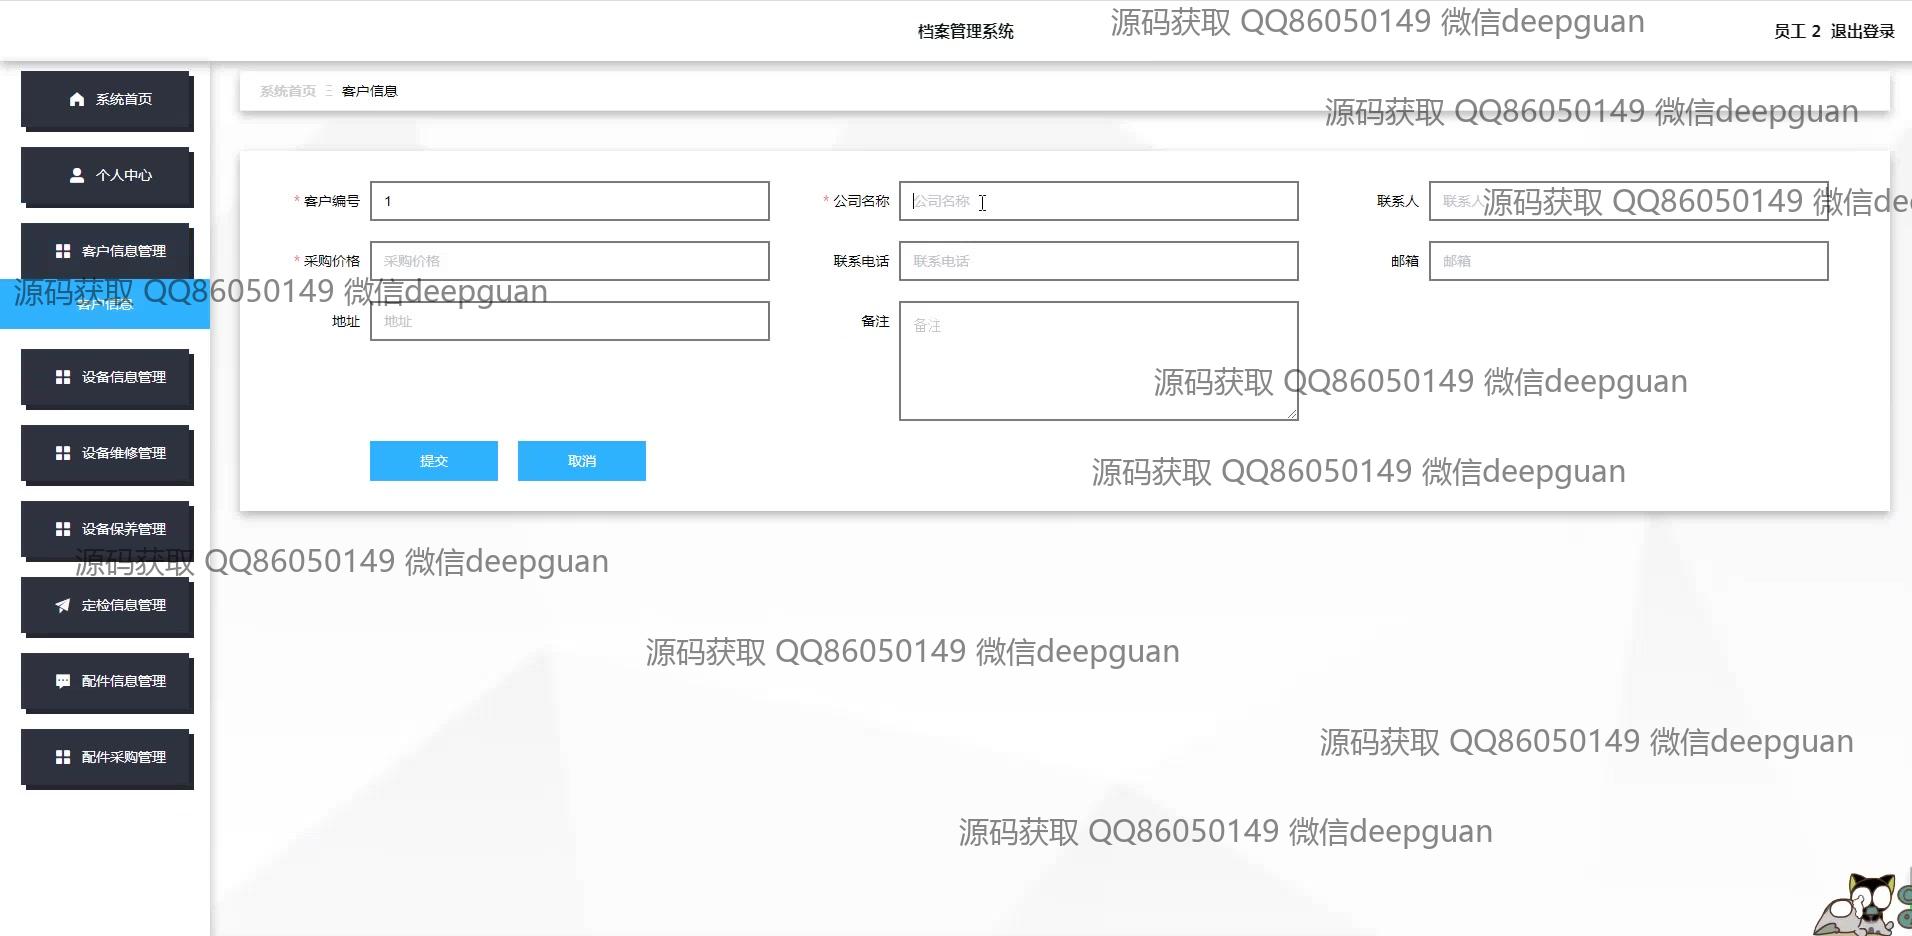 档案管理系统
源码获取 QQ86050149 微信deepguan
员工 2 退出登录
系统首页
系统首页 客户信息
源码获取 QQ86050149 微信deepguan
个人中心
* 客户编号 1
* 公司名称 公司名称
联系人 联系人
源码获取 QQ86050149 微信dee
客户信息管理
* 采购价格 采购价格
联系电话 联系电话
邮箱 邮箱
源码获取 QQ86050149 微信deepguan
客户信息
地址 地址
备注 备注
设备信息管理
源码获取 QQ86050149 微信deepguan
设备维修管理
提交 取消
源码获取 QQ86050149 微信deepguan
设备保养管理
源码获取 QQ86050149 微信deepguan
定检信息管理
源码获取 QQ86050149 微信deepguan
配件信息管理
源码获取 QQ86050149 微信deepguan
配件采购管理
源码获取 QQ86050149 微信deepguan